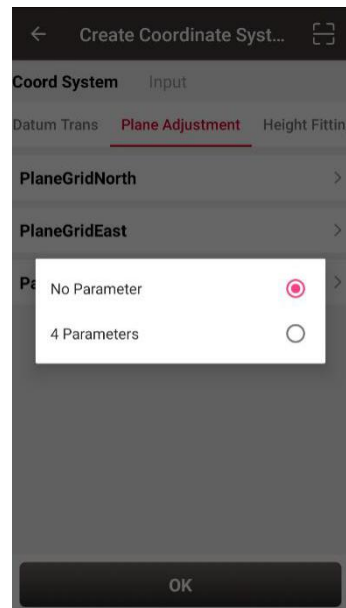 Create Coordinate Syst...
Coord System Input
Datum Trans Plane Adjustment Height Fittin
PlaneGridNorth
PlaneGridEast
Pa
No Parameter
4 Parameters
OK